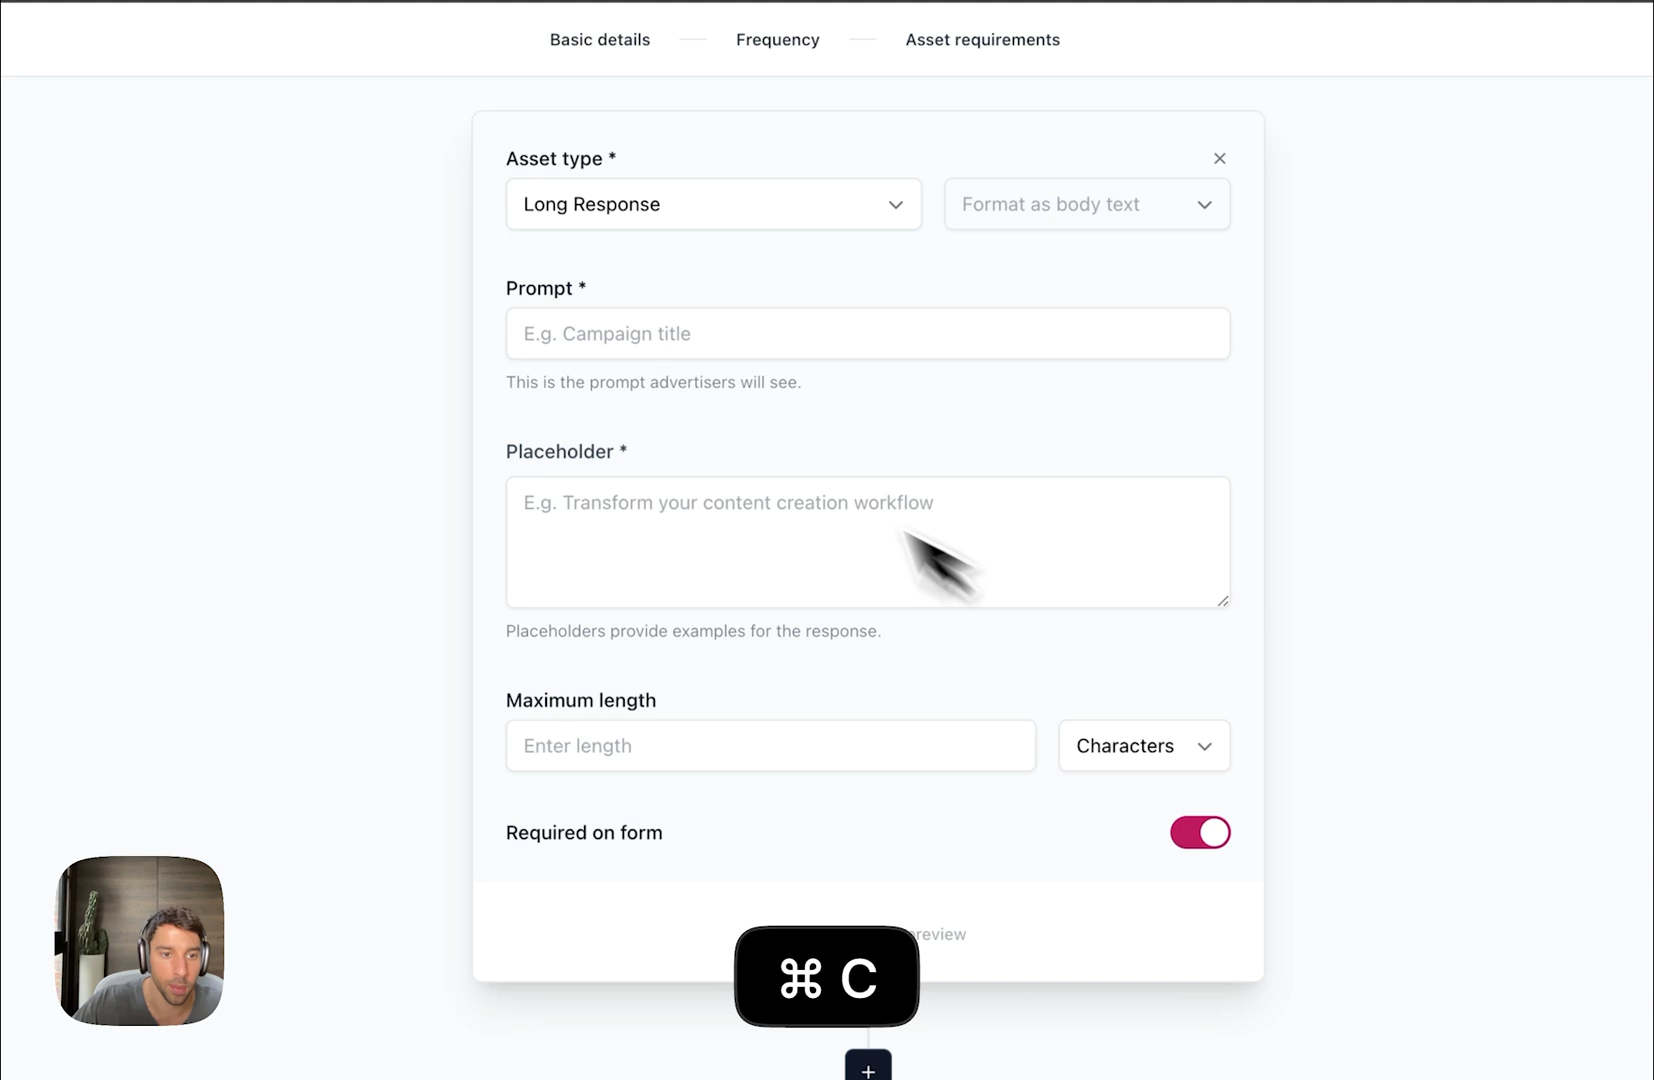 Basic details Frequency Asset requirements
Asset type *
Long Response Format as body text
Prompt *
E.g. Campaign title
This is the prompt advertisers will see.
Placeholder *
E.g. Transform your content creation workflow
Placeholders provide examples for the response.
Maximum length
Enter length Characters
Required on form
preview
⌘ C
+